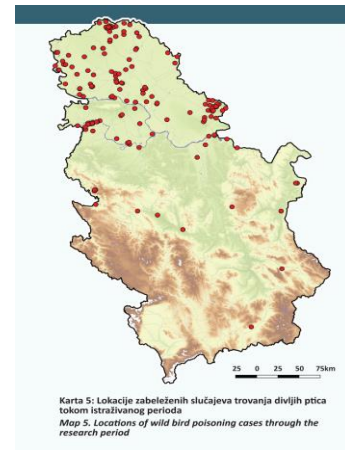 25 0 25 50 75km
Karta 5: Lokacije zabeleženih slučajeva trovanja divljih ptica
tokom istraživanog perioda
Map 5. Locations of wild bird poisoning cases through the
research period